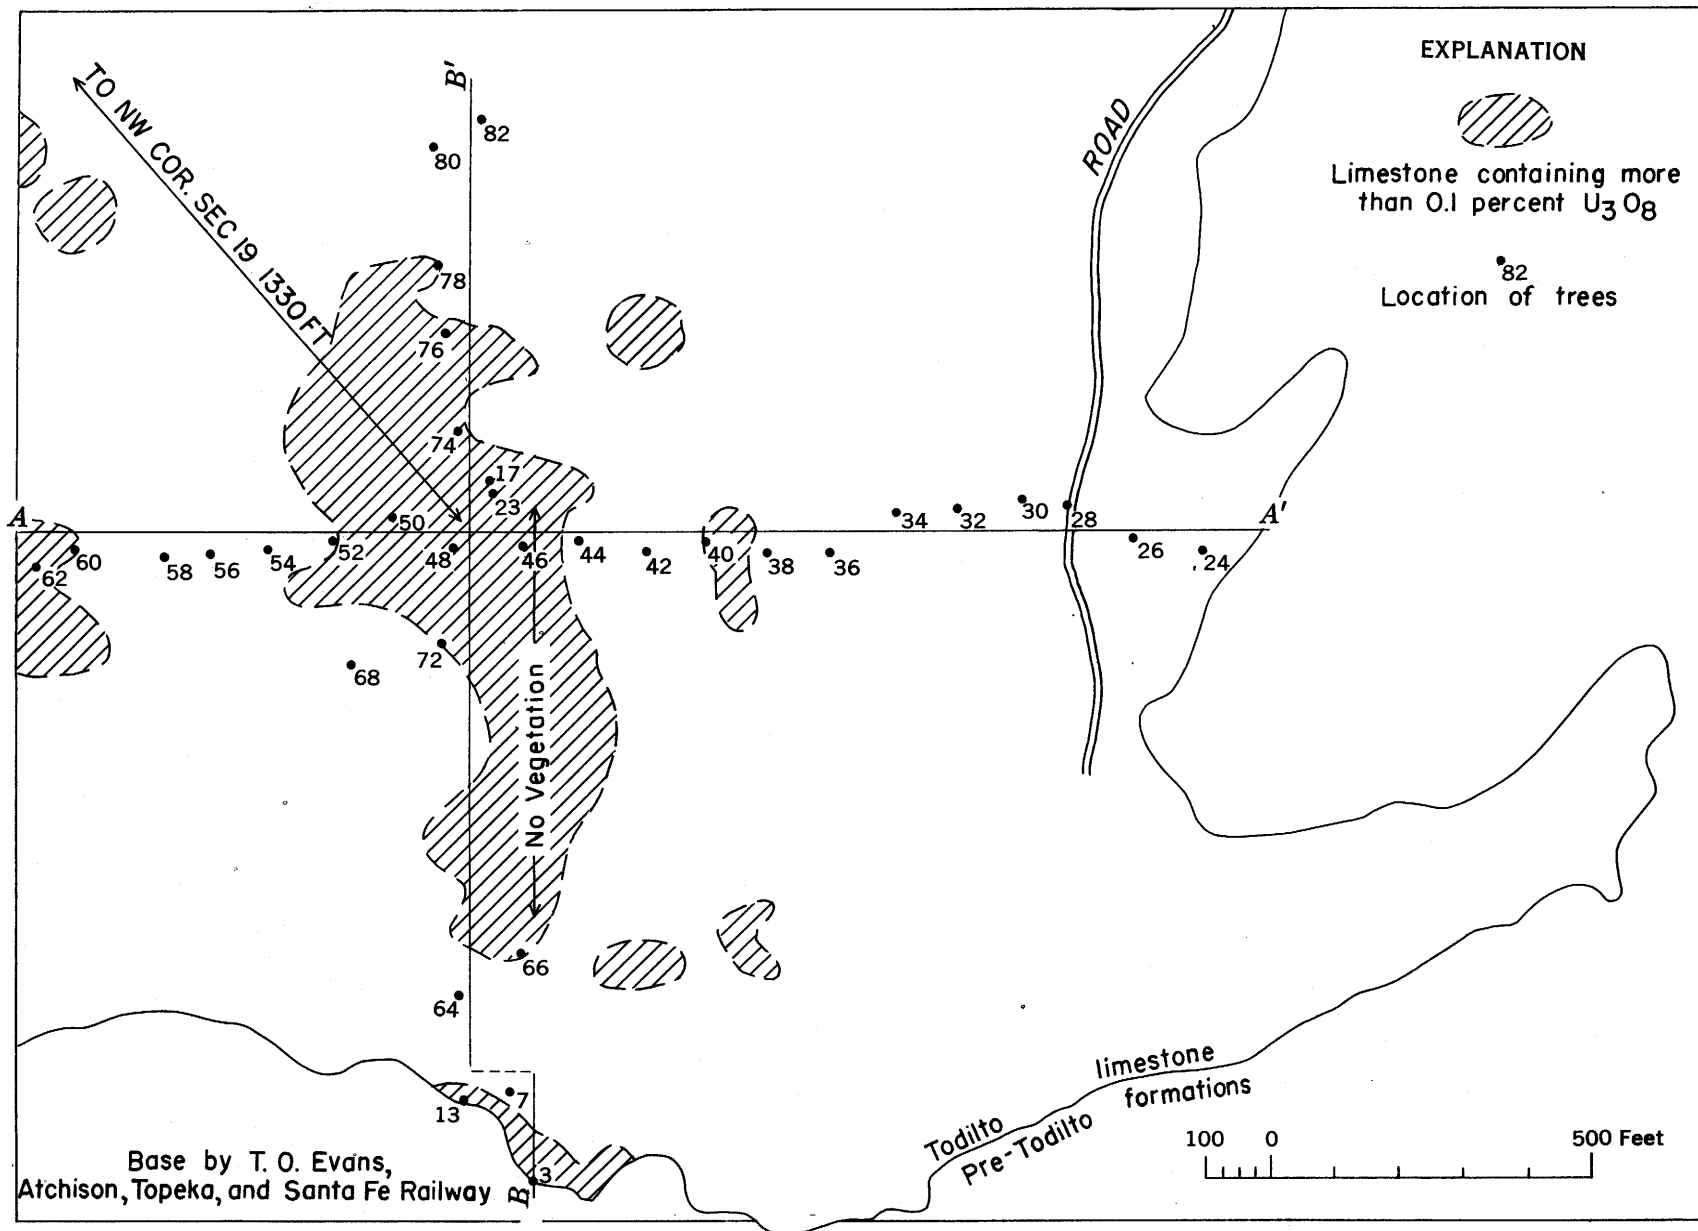 EXPLANATION
Limestone containing more
than 0.1 percent U3O8
82
Location of trees
TO NW COR. SEC 19 1330 FT
B'
82
80
78
76
74
17
23
ROAD
A
50
34
32
30
28
A'
60
62
58
56
54
52
48
46
44
42
40
38
36
26
24
72
68
No Vegetation
66
64
7
13
3
B
Todilto limestone
Pre-Todilto formations
Base by T. O. Evans,
Atchison, Topeka, and Santa Fe Railway
100 0 500 Feet